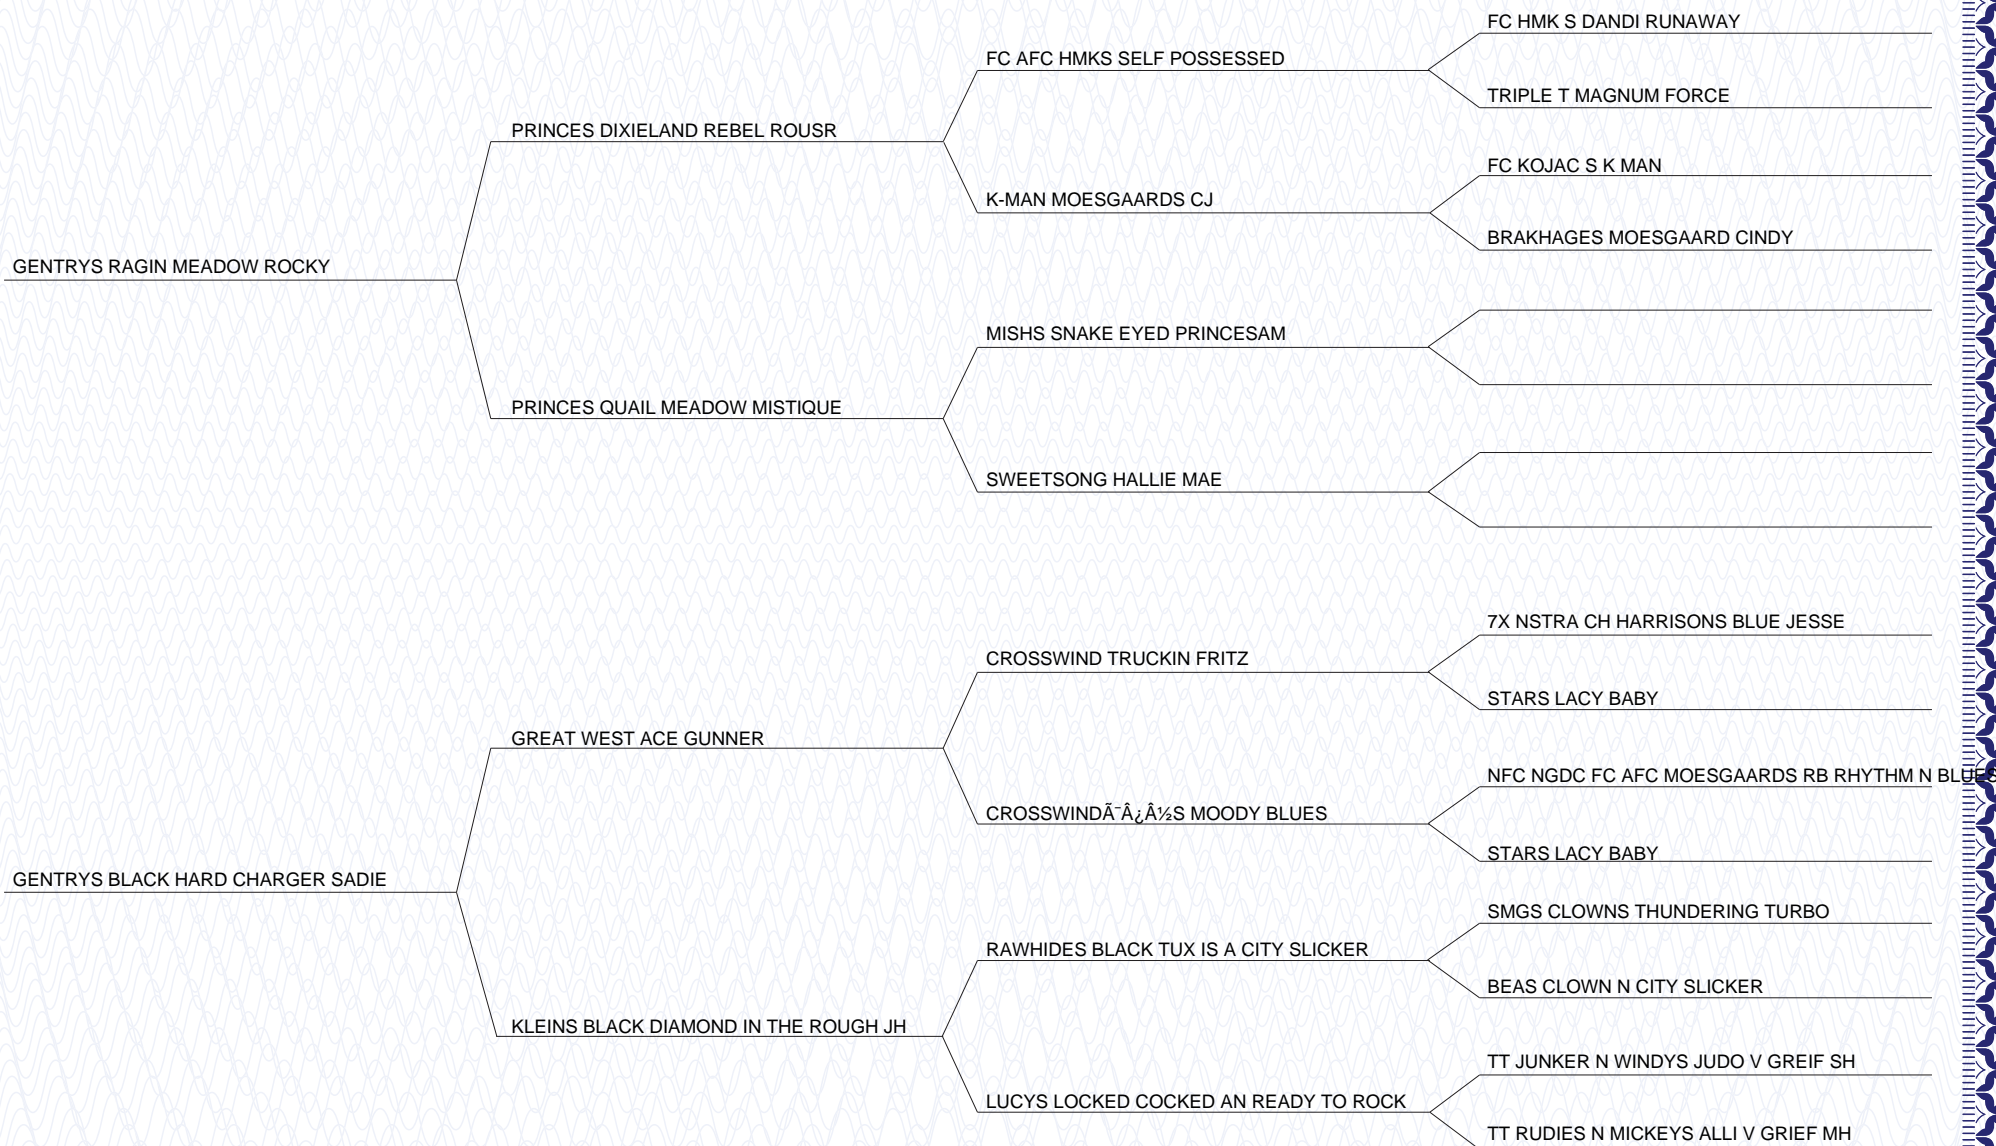 FC HMK S DANDI RUNAWAY
FC AFC HMKS SELF POSSESSED
TRIPLE T MAGNUM FORCE
PRINCES DIXIELAND REBEL ROUSR
FC KOJAC S K MAN
K-MAN MOESGAARDS CJ
BRAKHAGES MOESGAARD CINDY
GENTRYS RAGIN MEADOW ROCKY
MISHS SNAKE EYED PRINCESAM
PRINCES QUAIL MEADOW MISTIQUE
SWEETSONG HALLIE MAE
7X NSTRA CH HARRISONS BLUE JESSE
CROSSWIND TRUCKIN FRITZ
STARS LACY BABY
GREAT WEST ACE GUNNER
NFC NGDC FC AFC MOESGAARDS RB RHYTHM N BLUES
CROSSWINDÃ¨Â¿Â½S MOODY BLUES
STARS LACY BABY
GENTRYS BLACK HARD CHARGER SADIE
SMGS CLOWNS THUNDERING TURBO
RAWHIDES BLACK TUX IS A CITY SLICKER
BEAS CLOWN N CITY SLICKER
KLEINS BLACK DIAMOND IN THE ROUGH JH
TT JUNKER N WINDYS JUDO V GREIF SH
LUCYS LOCKED COCKED AN READY TO ROCK
TT RUDIES N MICKEYS ALLI V GRIEF MH